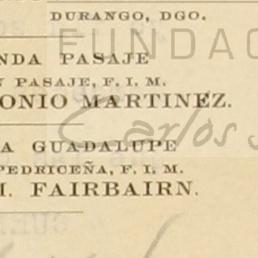 DURANGO, DGO.
FUNDAC
NDA PASAJE
N PASAJE, F. I. M.
ONIO MARTINEZ.
Carlos S
A GUADALUPE
PEDRICEÑA, F. I. M.
M. FAIRBAIRN.